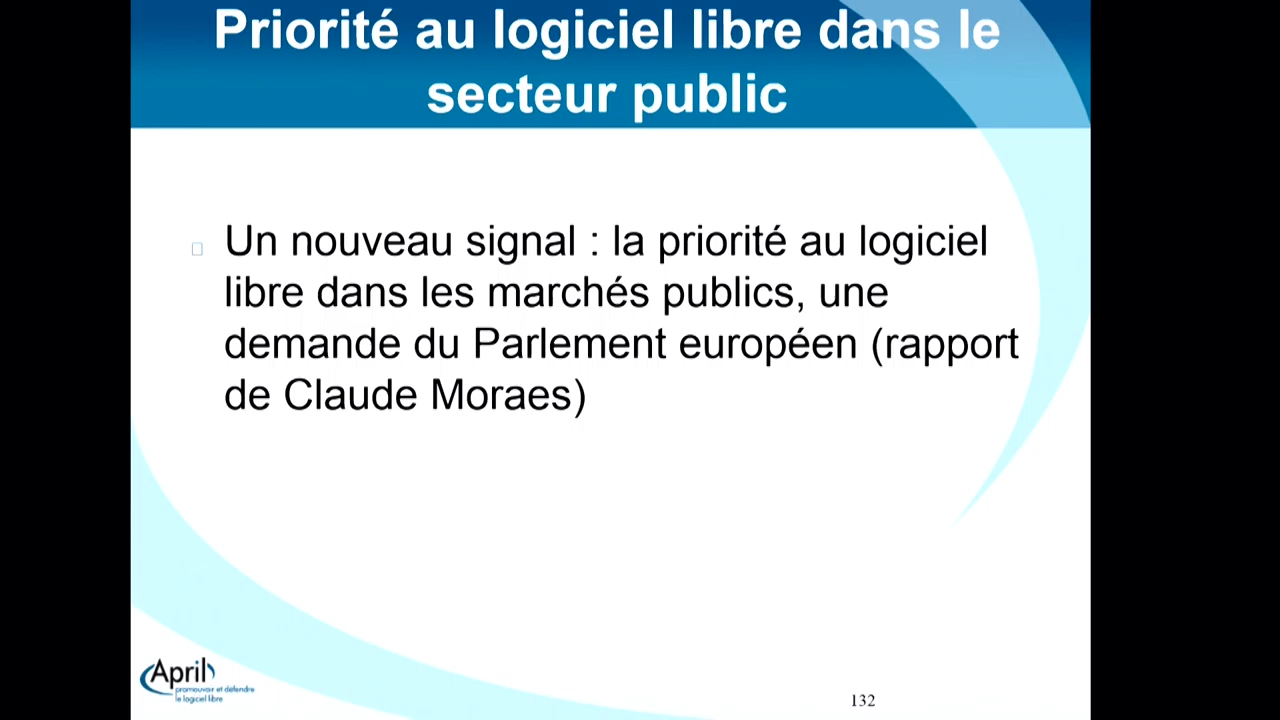 Priorité au logiciel libre dans le
secteur public
Un nouveau signal : la priorité au logiciel
libre dans les marchés publics, une
demande du Parlement européen (rapport
de Claude Moraes)
April
promouvoir et défendre
le logiciel libre
132